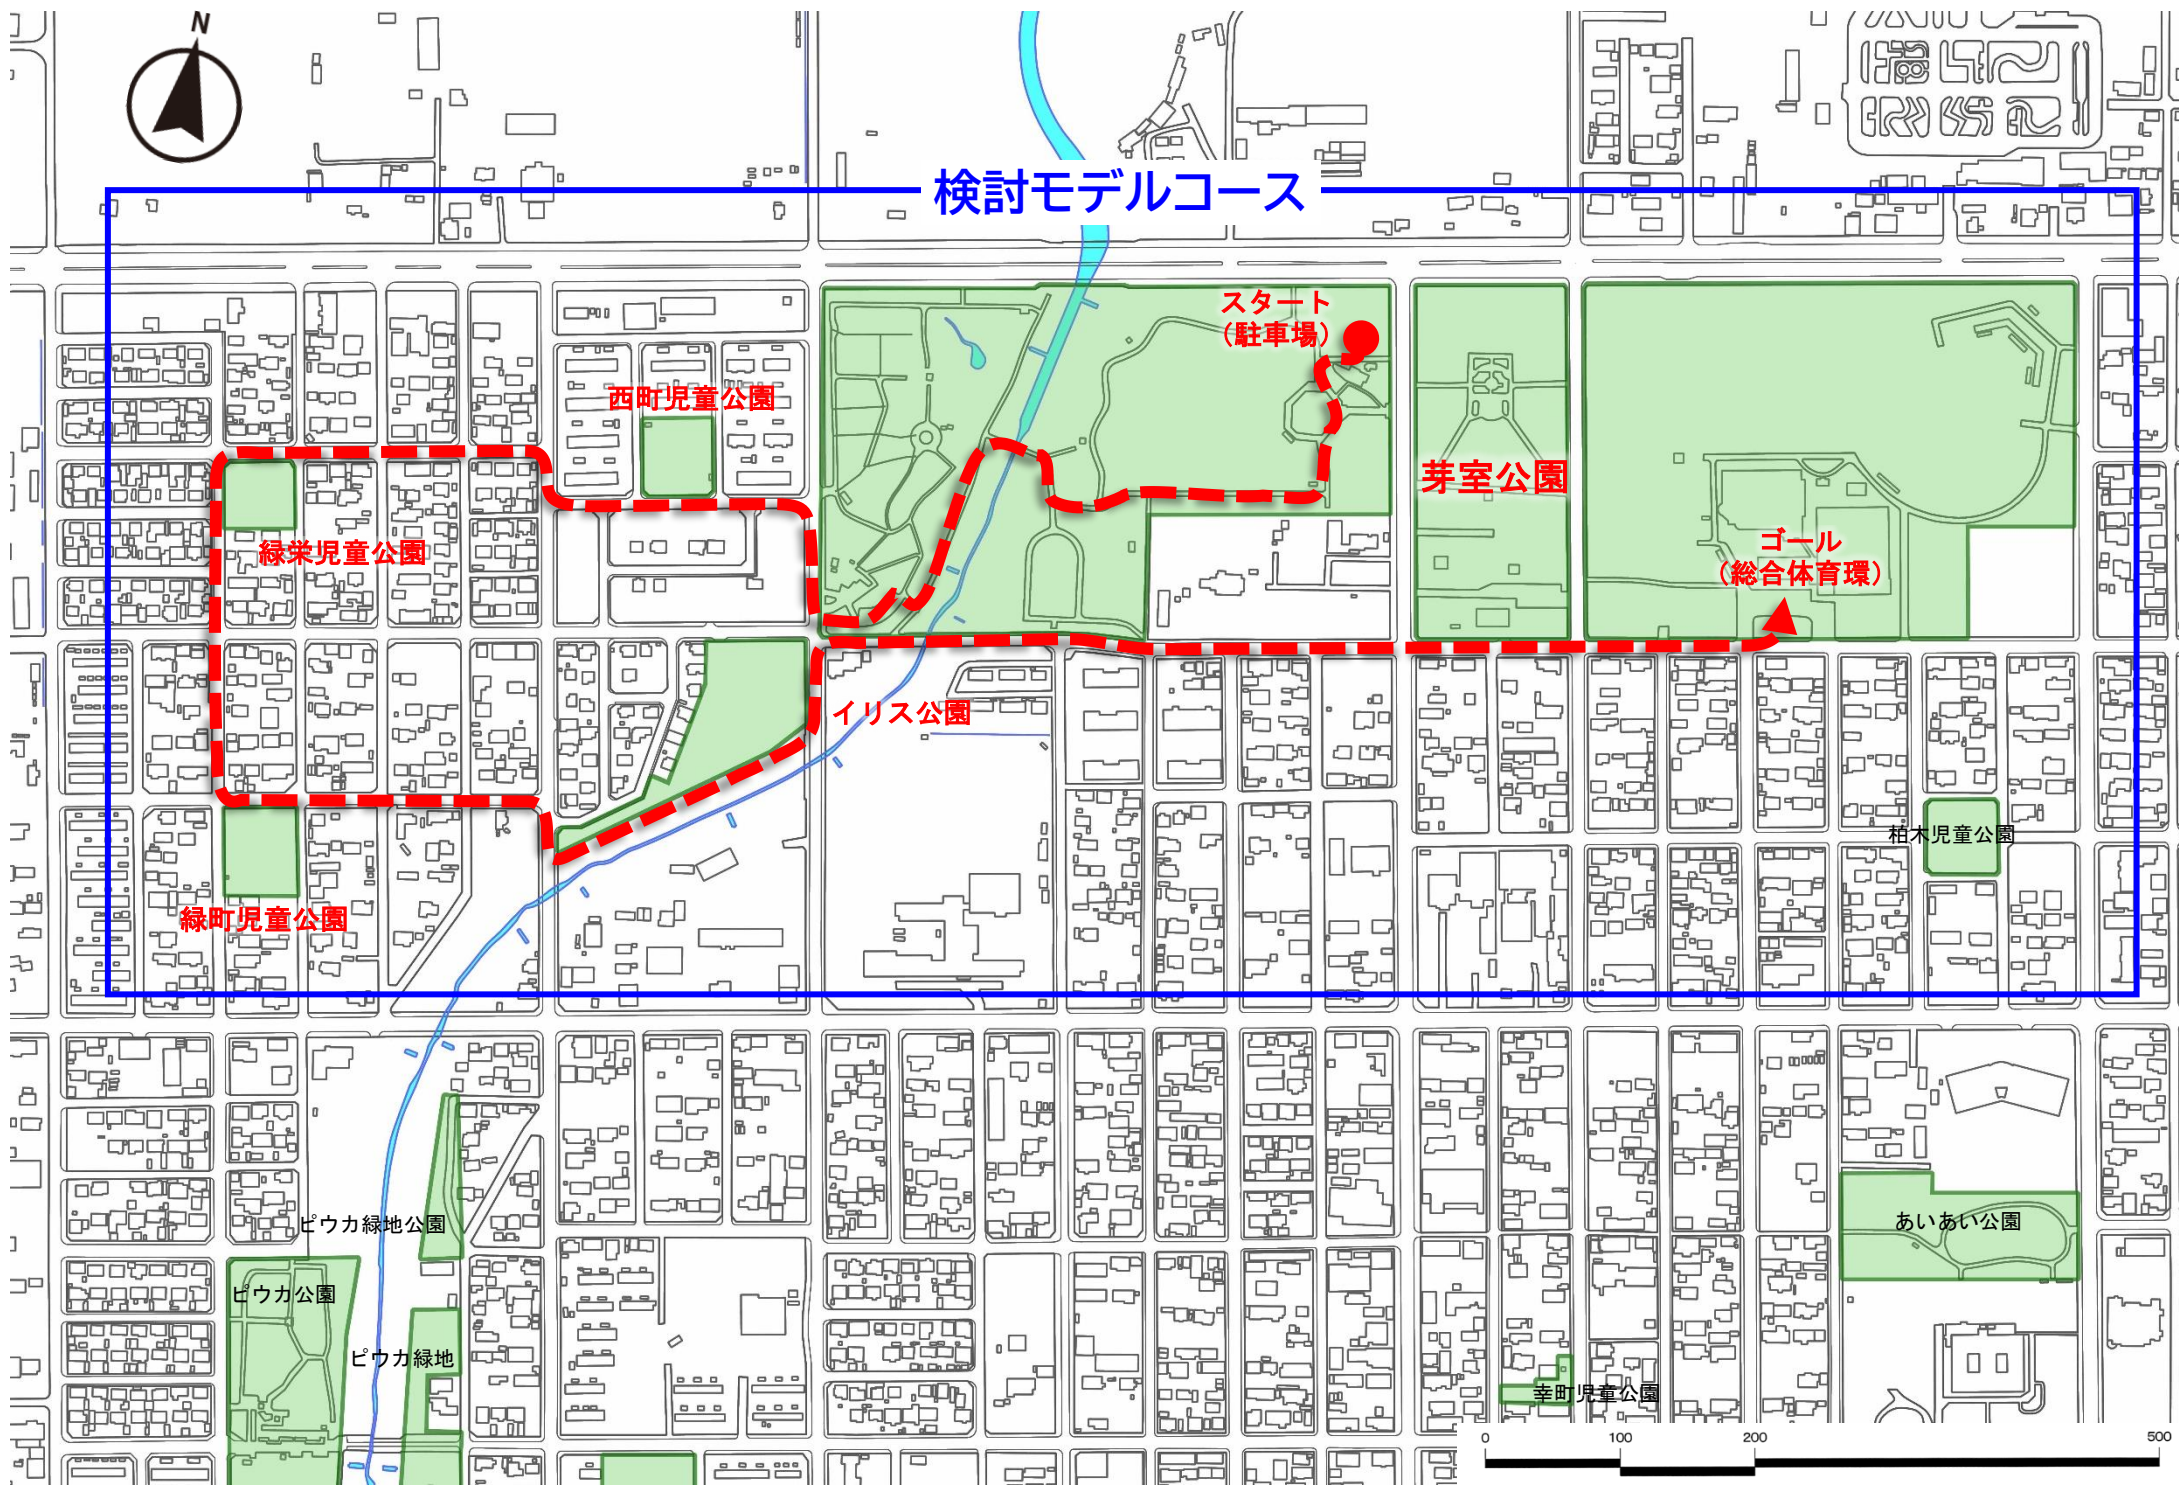 N
検討モデルコース
スタート
（駐車場）
西町児童公園
芽室公園
緑栄児童公園
ゴール
（総合体育環）
イリス公園
柏木児童公園
緑町児童公園
ピウカ緑地公園
あいあい公園
ピウカ公園
ピウカ緑地
幸町児童公園
0 100 200 500